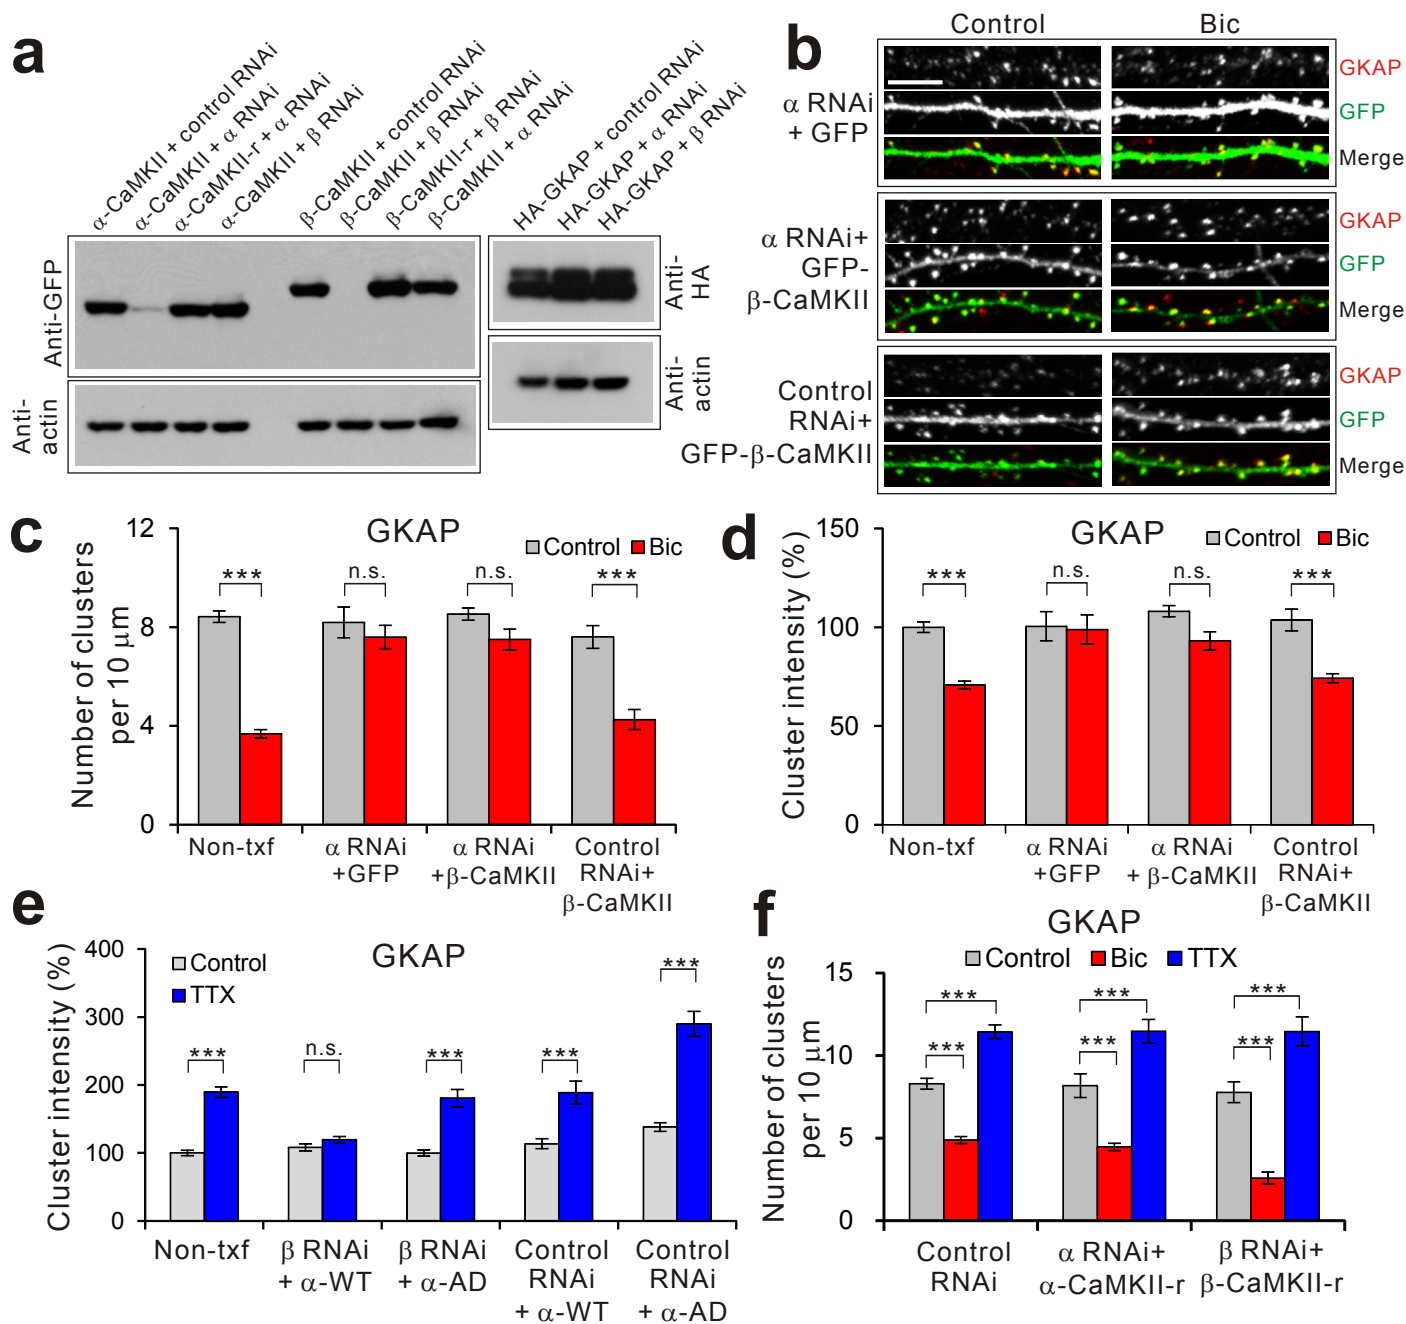 a
α-CaMKII + control RNAi
α-CaMKII + α RNAi
α-CaMKII-r + α RNAi
α-CaMKII + β RNAi
β-CaMKII + control RNAi
β-CaMKII + β RNAi
β-CaMKII-r + β RNAi
β-CaMKII + α RNAi
HA-GKAP + control RNAi
HA-GKAP + α RNAi
HA-GKAP + β RNAi
Anti-GFP
Anti-
actin
Anti-
HA
Anti-
actin
b
Control
Bic
α RNAi
+ GFP
GKAP
GFP
Merge
α RNAi+
GFP-
β-CaMKII
GKAP
GFP
Merge
Control
RNAi+
GFP-β-CaMKII
GKAP
GFP
Merge
c
GKAP
Control
Bic
Number of clusters
per 10 μm
12
8
4
0
***
n.s.
n.s.
***
Non-txf
α RNAi
+GFP
α RNAi
+β-CaMKII
Control
RNAi+
β-CaMKII
d
GKAP
Control
Bic
Cluster intensity (%)
150
100
50
0
***
n.s.
n.s.
***
Non-txf
α RNAi
+GFP
α RNAi
+ β-CaMKII
Control
RNAi+
β-CaMKII
e
GKAP
Control
TTX
Cluster intensity (%)
400
300
200
100
0
***
n.s.
***
***
***
Non-txf
β RNAi
+ α-WT
β RNAi
+ α-AD
Control
RNAi
+ α-WT
Control
RNAi
+ α-AD
f
GKAP
Control
Bic
TTX
Number of clusters
per 10 μm
15
10
5
0
***
***
***
***
***
***
Control
RNAi
α RNAi+
α-CaMKII-r
β RNAi+
β-CaMKII-r